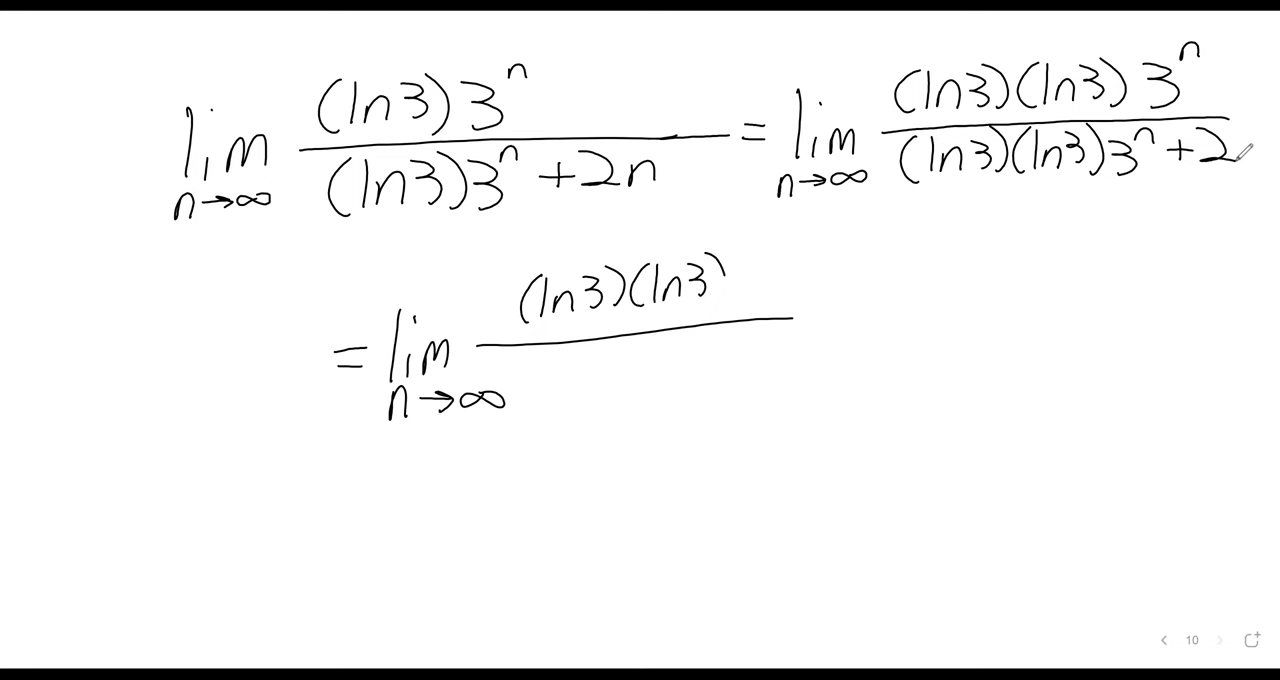 lim n→∞ (ln3)3^n / (ln3)3^n + 2n = lim n→∞ (ln3)(ln3)3^n / (ln3)(ln3)3^n + 2
= lim n→∞ (ln3)(ln3)
10